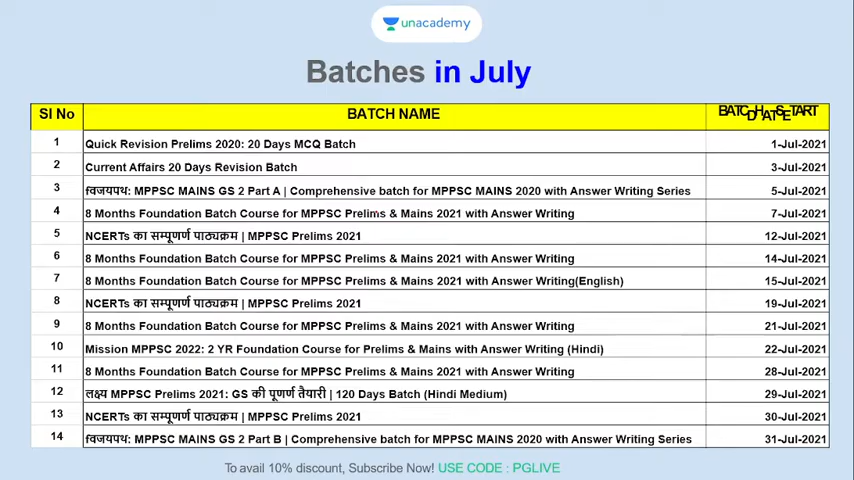 unacademy
Batches in July
SI No BATCH NAME BATCH START DATE
1 Quick Revision Prelims 2020: 20 Days MCQ Batch 1-Jul-2021
2 Current Affairs 20 Days Revision Batch 3-Jul-2021
3 विजयपथ: MPPSC MAINS GS 2 Part A | Comprehensive batch for MPPSC MAINS 2020 with Answer Writing Series 5-Jul-2021
4 8 Months Foundation Batch Course for MPPSC Prelims & Mains 2021 with Answer Writing 7-Jul-2021
5 NCERTs का सम्पूणर्ण पाठ्यक्रम | MPPSC Prelims 2021 12-Jul-2021
6 8 Months Foundation Batch Course for MPPSC Prelims & Mains 2021 with Answer Writing 14-Jul-2021
7 8 Months Foundation Batch Course for MPPSC Prelims & Mains 2021 with Answer Writing(English) 15-Jul-2021
8 NCERTs का सम्पूणर्ण पाठ्यक्रम | MPPSC Prelims 2021 19-Jul-2021
9 8 Months Foundation Batch Course for MPPSC Prelims & Mains 2021 with Answer Writing 21-Jul-2021
10 Mission MPPSC 2022: 2 YR Foundation Course for Prelims & Mains with Answer Writing (Hindi) 22-Jul-2021
11 8 Months Foundation Batch Course for MPPSC Prelims & Mains 2021 with Answer Writing 28-Jul-2021
12 लक्ष्य MPPSC Prelims 2021: GS की पूणर्ण तैयारी | 120 Days Batch (Hindi Medium) 29-Jul-2021
13 NCERTs का सम्पूणर्ण पाठ्यक्रम | MPPSC Prelims 2021 30-Jul-2021
14 विजयपथ: MPPSC MAINS GS 2 Part B | Comprehensive batch for MPPSC MAINS 2020 with Answer Writing Series 31-Jul-2021
To avail 10% discount, Subscribe Now! USE CODE : PGLIVE